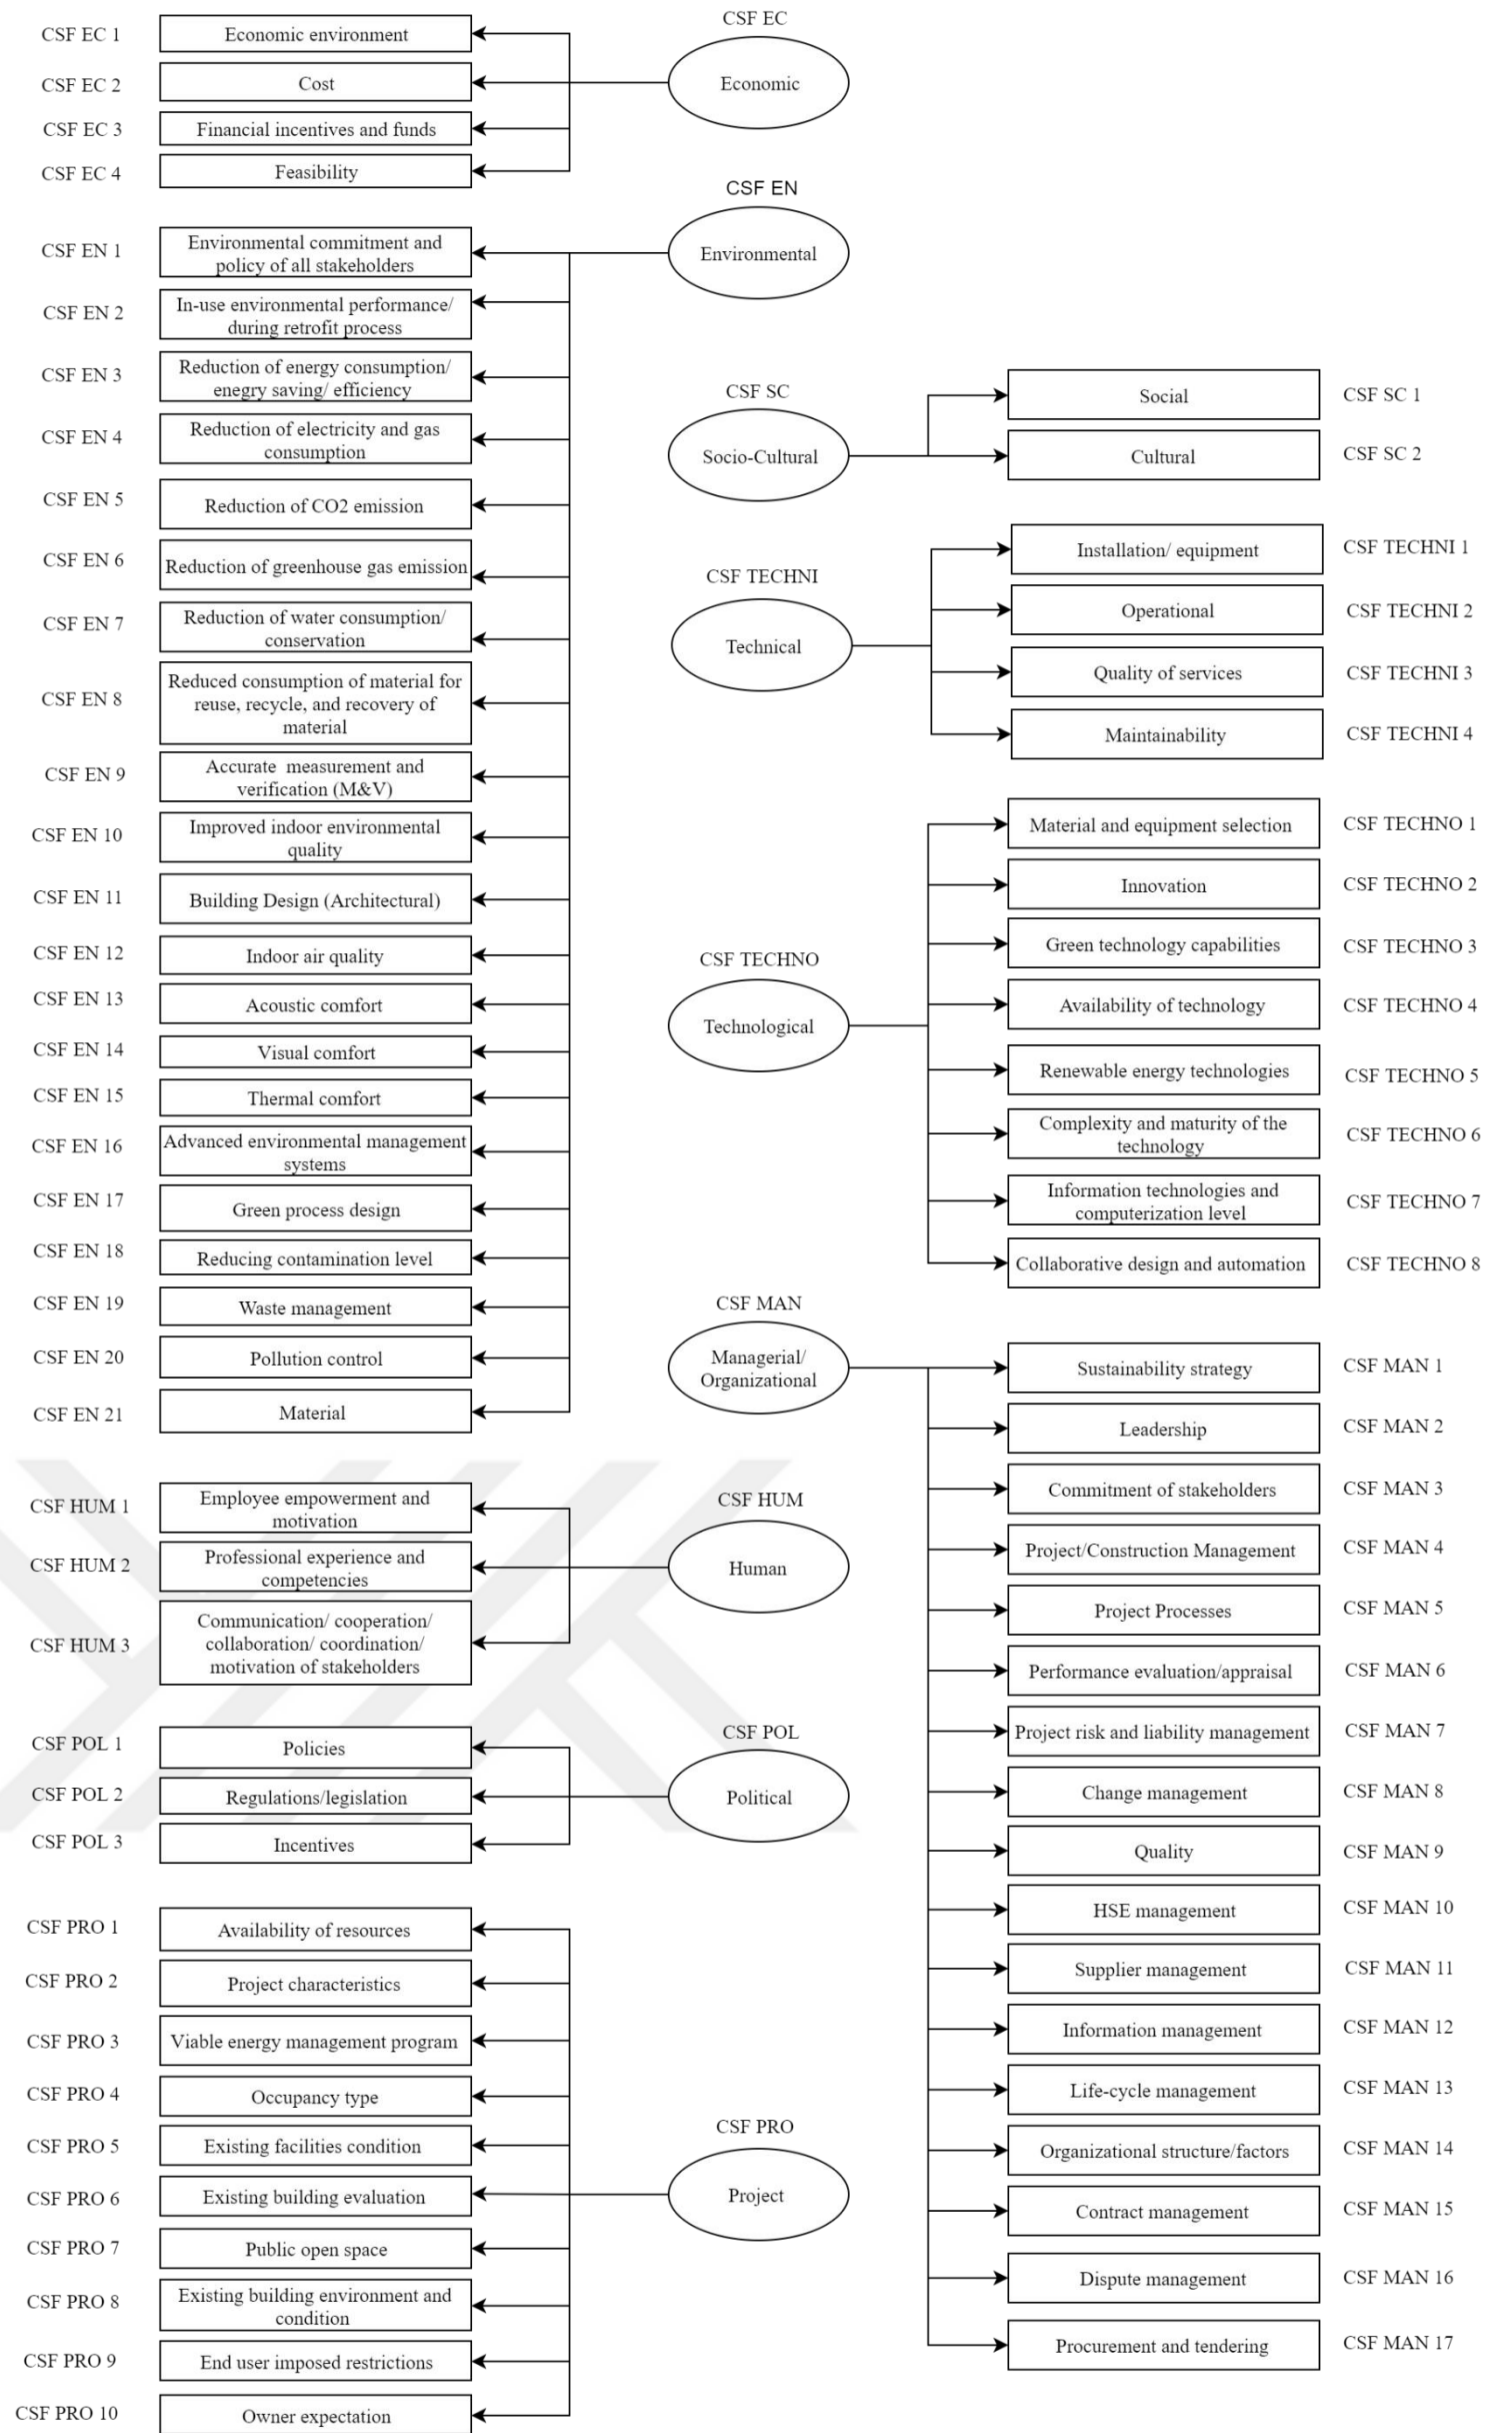 CSF EC
CSF EC 1
Economic environment
CSF EC 2
Cost
Economic
CSF EC 3
Financial incentives and funds
CSF EC 4
Feasibility
CSF EN
Environmental
CSF EN 1
Environmental commitment and
policy of all stakeholders
CSF EN 2
In-use environmental performance/
during retrofit process
CSF EN 3
Reduction of energy consumption/
enegry saving/ efficiency
CSF EN 4
Reduction of electricity and gas
consumption
CSF EN 5
Reduction of CO2 emission
CSF EN 6
Reduction of greenhouse gas emission
CSF EN 7
Reduction of water consumption/
conservation
CSF EN 8
Reduced consumption of material for
reuse, recycle, and recovery of
material
CSF EN 9
Accurate measurement and
verification (M&V)
CSF EN 10
Improved indoor environmental
quality
CSF EN 11
Building Design (Architectural)
CSF EN 12
Indoor air quality
CSF EN 13
Acoustic comfort
CSF EN 14
Visual comfort
CSF EN 15
Thermal comfort
CSF EN 16
Advanced environmental management
systems
CSF EN 17
Green process design
CSF EN 18
Reducing contamination level
CSF EN 19
Waste management
CSF EN 20
Pollution control
CSF EN 21
Material
CSF HUM
Human
CSF HUM 1
Employee empowerment and
motivation
CSF HUM 2
Professional experience and
competencies
CSF HUM 3
Communication/ cooperation/
collaboration/ coordination/
motivation of stakeholders
CSF POL
Political
CSF POL 1
Policies
CSF POL 2
Regulations/legislation
CSF POL 3
Incentives
CSF PRO
Project
CSF PRO 1
Availability of resources
CSF PRO 2
Project characteristics
CSF PRO 3
Viable energy management program
CSF PRO 4
Occupancy type
CSF PRO 5
Existing facilities condition
CSF PRO 6
Existing building evaluation
CSF PRO 7
Public open space
CSF PRO 8
Existing building environment and
condition
CSF PRO 9
End user imposed restrictions
CSF PRO 10
Owner expectation
CSF SC
Socio-Cultural
Social
CSF SC 1
Cultural
CSF SC 2
CSF TECHNI
Technical
Installation/ equipment
CSF TECHNI 1
Operational
CSF TECHNI 2
Quality of services
CSF TECHNI 3
Maintainability
CSF TECHNI 4
CSF TECHNO
Technological
Material and equipment selection
CSF TECHNO 1
Innovation
CSF TECHNO 2
Green technology capabilities
CSF TECHNO 3
Availability of technology
CSF TECHNO 4
Renewable energy technologies
CSF TECHNO 5
Complexity and maturity of the
technology
CSF TECHNO 6
Information technologies and
computerization level
CSF TECHNO 7
Collaborative design and automation
CSF TECHNO 8
CSF MAN
Managerial/
Organizational
Sustainability strategy
CSF MAN 1
Leadership
CSF MAN 2
Commitment of stakeholders
CSF MAN 3
Project/Construction Management
CSF MAN 4
Project Processes
CSF MAN 5
Performance evaluation/appraisal
CSF MAN 6
Project risk and liability management
CSF MAN 7
Change management
CSF MAN 8
Quality
CSF MAN 9
HSE management
CSF MAN 10
Supplier management
CSF MAN 11
Information management
CSF MAN 12
Life-cycle management
CSF MAN 13
Organizational structure/factors
CSF MAN 14
Contract management
CSF MAN 15
Dispute management
CSF MAN 16
Procurement and tendering
CSF MAN 17